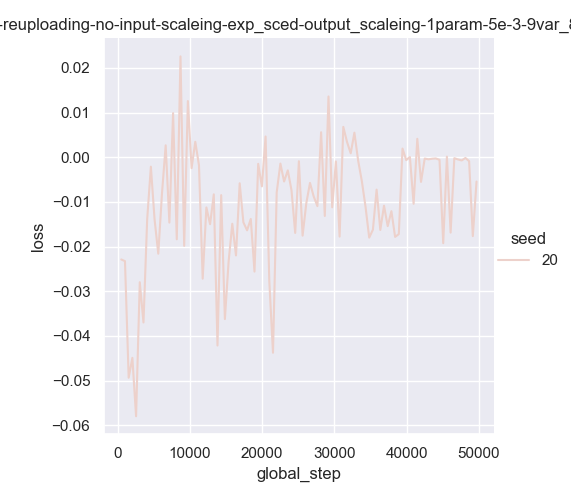 -reuploading-no-input-scaleing-exp_sced-output_scaleing-1param-5e-3-9var_8
0.02
0.01
0.00
−0.01
−0.02
−0.03
−0.04
−0.05
−0.06
loss
0 10000 20000 30000 40000 50000
global_step
seed
20